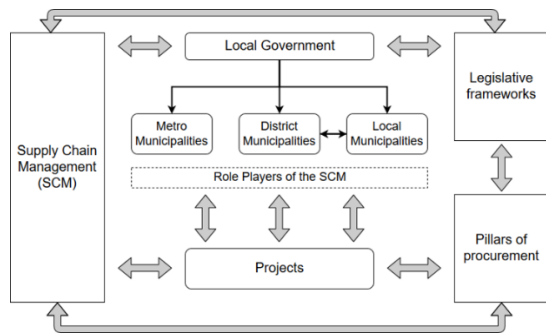 Local Government
Legislative
frameworks
Metro
Municipalities
District
Municipalities
Local
Municipalities
Supply Chain
Management
(SCM)
Role Players of the SCM
Pillars of
procurement
Projects